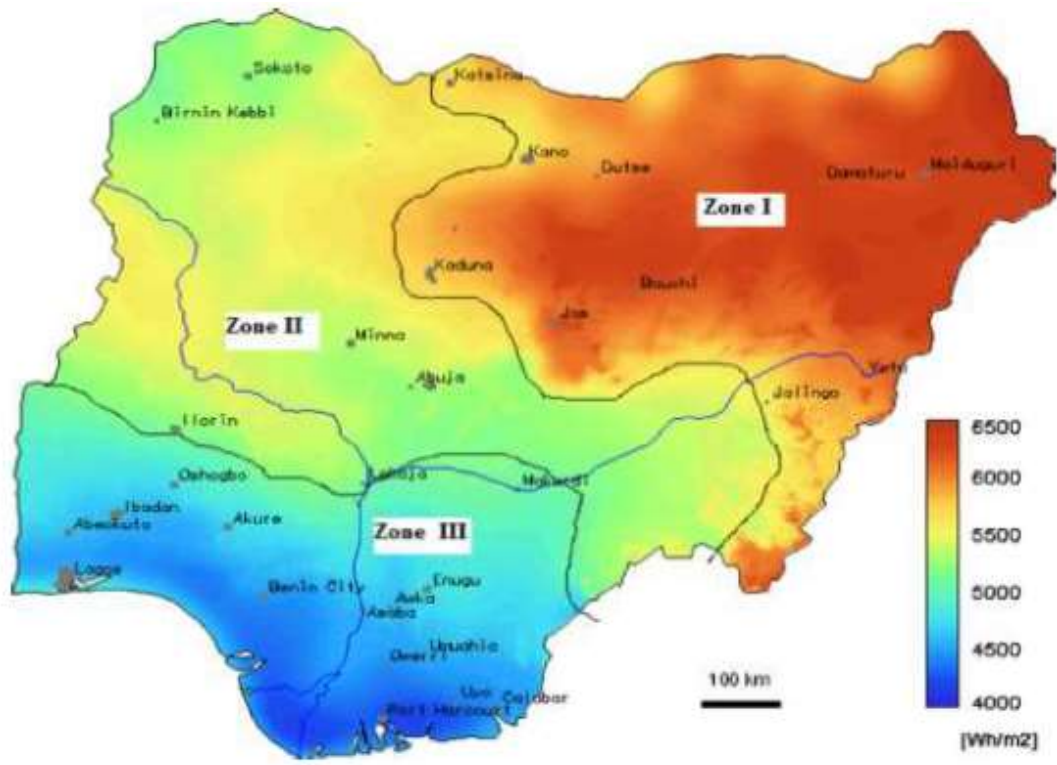 Sokoto
Katsina
Birnin Kebbi
Kano
Dutse
Damaturu
Maiduguri
Zone I
Kaduna
Bauchi
Jos
Zone II
Minna
Yola
Abuja
Jalingo
Ilorin
6500
Lokoja
Makurdi
6000
Oshogbo
Ibadan
Abeokuta
Akure
Zone III
5500
Lagos
Benin City
Enugu
Awka
5000
Asaba
Umuahia
Owerri
4500
100 km
Uyo
Calabar
Port Harcourt
4000
[Wh/m2]